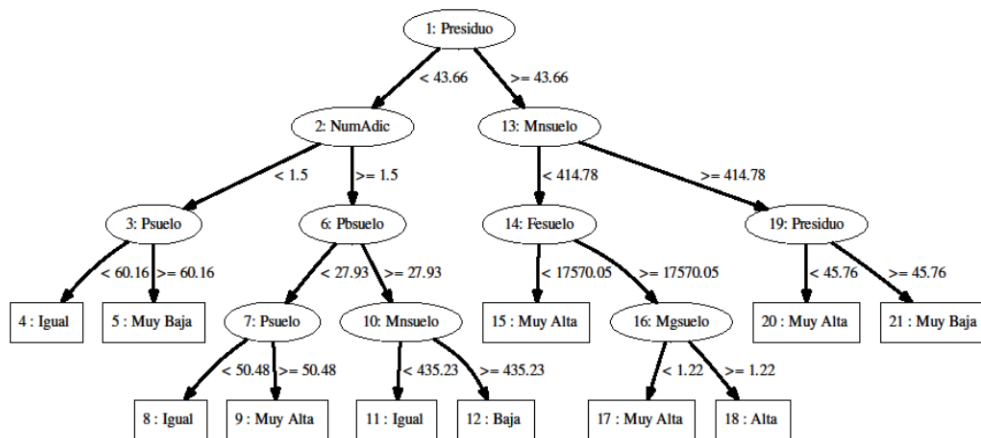 1: Presiduo
< 43.66
>= 43.66
2: NumAdic
13: Mnsuelo
< 1.5
>= 1.5
< 414.78
>= 414.78
3: Psuelo
6: Pbsuelo
14: Fesuelo
19: Presiduo
< 60.16
>= 60.16
< 27.93
>= 27.93
< 17570.05
>= 17570.05
< 45.76
>= 45.76
4 : Igual
5 : Muy Baja
7: Psuelo
10: Mnsuelo
15 : Muy Alta
16: Mgsuelo
20 : Muy Alta
21 : Muy Baja
< 50.48
>= 50.48
< 435.23
>= 435.23
< 1.22
>= 1.22
8 : Igual
9 : Muy Alta
11 : Igual
12 : Baja
17 : Muy Alta
18 : Alta